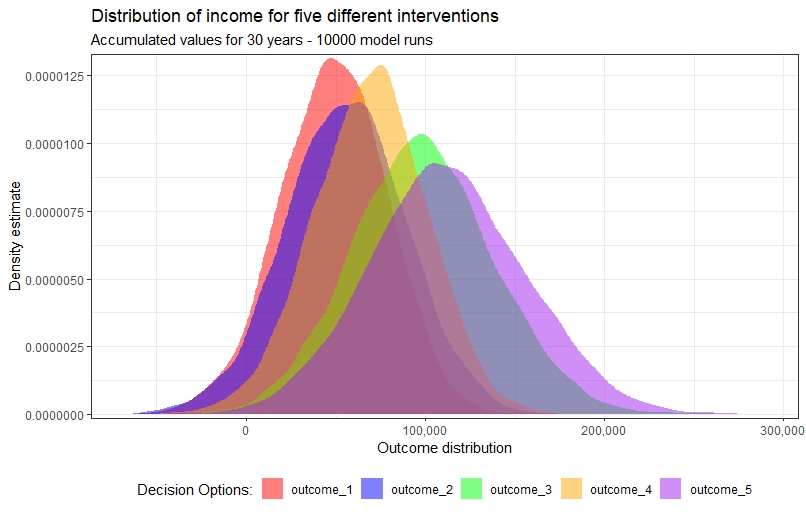 Distribution of income for five different interventions
Accumulated values for 30 years - 10000 model runs
Density estimate
0.0000125
0.0000100
0.0000075
0.0000050
0.0000025
0.0000000
0
100,000
200,000
300,000
Outcome distribution
Decision Options: outcome_1 outcome_2 outcome_3 outcome_4 outcome_5